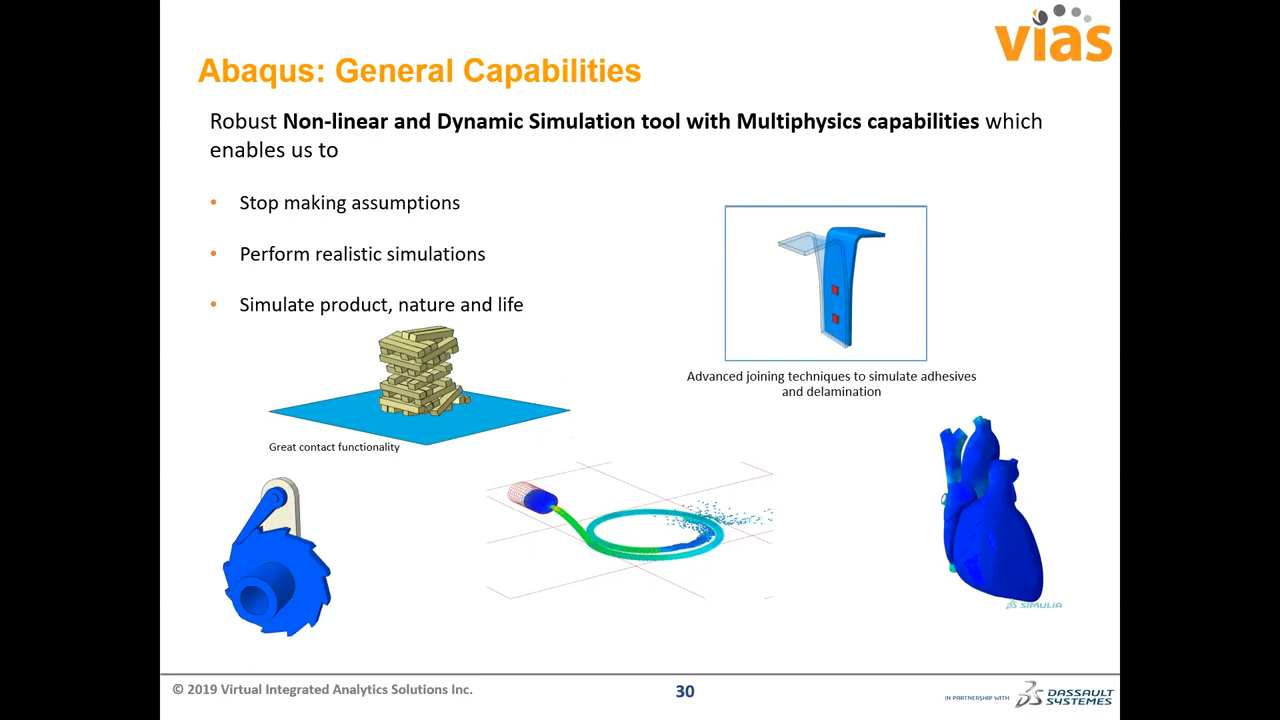 vias
Abaqus: General Capabilities
Robust Non-linear and Dynamic Simulation tool with Multiphysics capabilities which
enables us to
• Stop making assumptions
• Perform realistic simulations
• Simulate product, nature and life
Advanced joining techniques to simulate adhesives
and delamination
Great contact functionality
SIMULIA
© 2019 Virtual Integrated Analytics Solutions Inc.
30
IN PARTNERSHIP WITH
DASSAULT
SYSTEMES